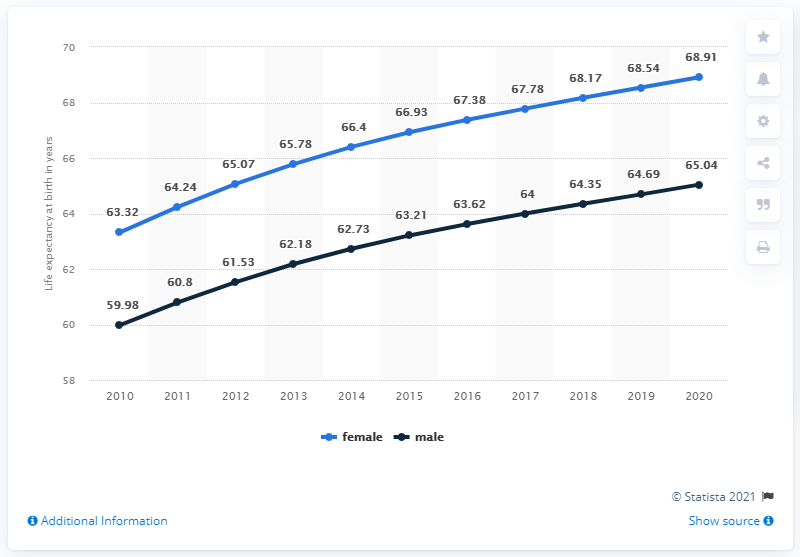 70
68
66
64
62
60
58
Life expectancy at birth in years
63.32 64.24 65.07 65.78 66.4 66.93 67.38 67.78 68.17 68.54 68.91
59.98 60.8 61.53 62.18 62.73 63.21 63.62 64 64.35 64.69 65.04
2010 2011 2012 2013 2014 2015 2016 2017 2018 2019 2020
female male
© Statista 2021
Additional Information Show source